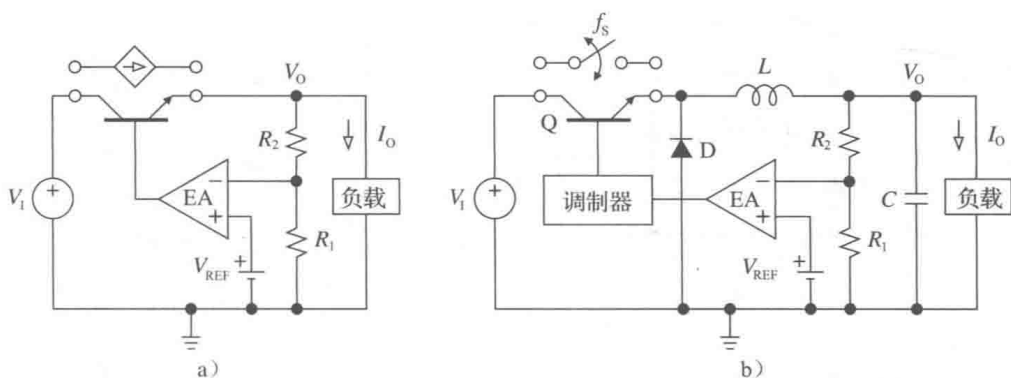 V_O
R_2
I_O
EA
−
+
V_I
+
负载
R_1
V_REF
+
a）
f_S
L
V_O
Q
D
R_2
I_O
V_I
+
调制器
EA
−
+
C
负载
R_1
V_REF
+
b）